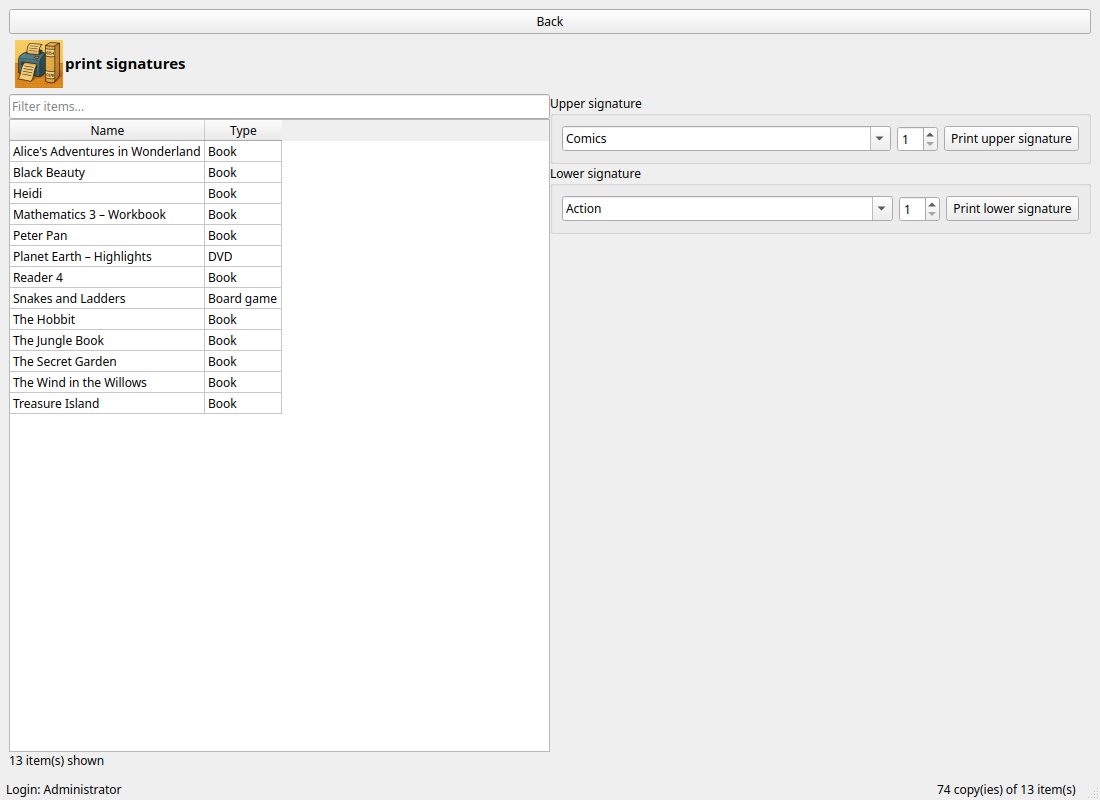 Back
print signatures
Filter items...
Name Type
Alice's Adventures in Wonderland Book
Black Beauty Book
Heidi Book
Mathematics 3 – Workbook Book
Peter Pan Book
Planet Earth – Highlights DVD
Reader 4 Book
Snakes and Ladders Board game
The Hobbit Book
The Jungle Book Book
The Secret Garden Book
The Wind in the Willows Book
Treasure Island Book
13 item(s) shown
Upper signature
Comics 1 Print upper signature
Lower signature
Action 1 Print lower signature
Login: Administrator 74 copy(ies) of 13 item(s)